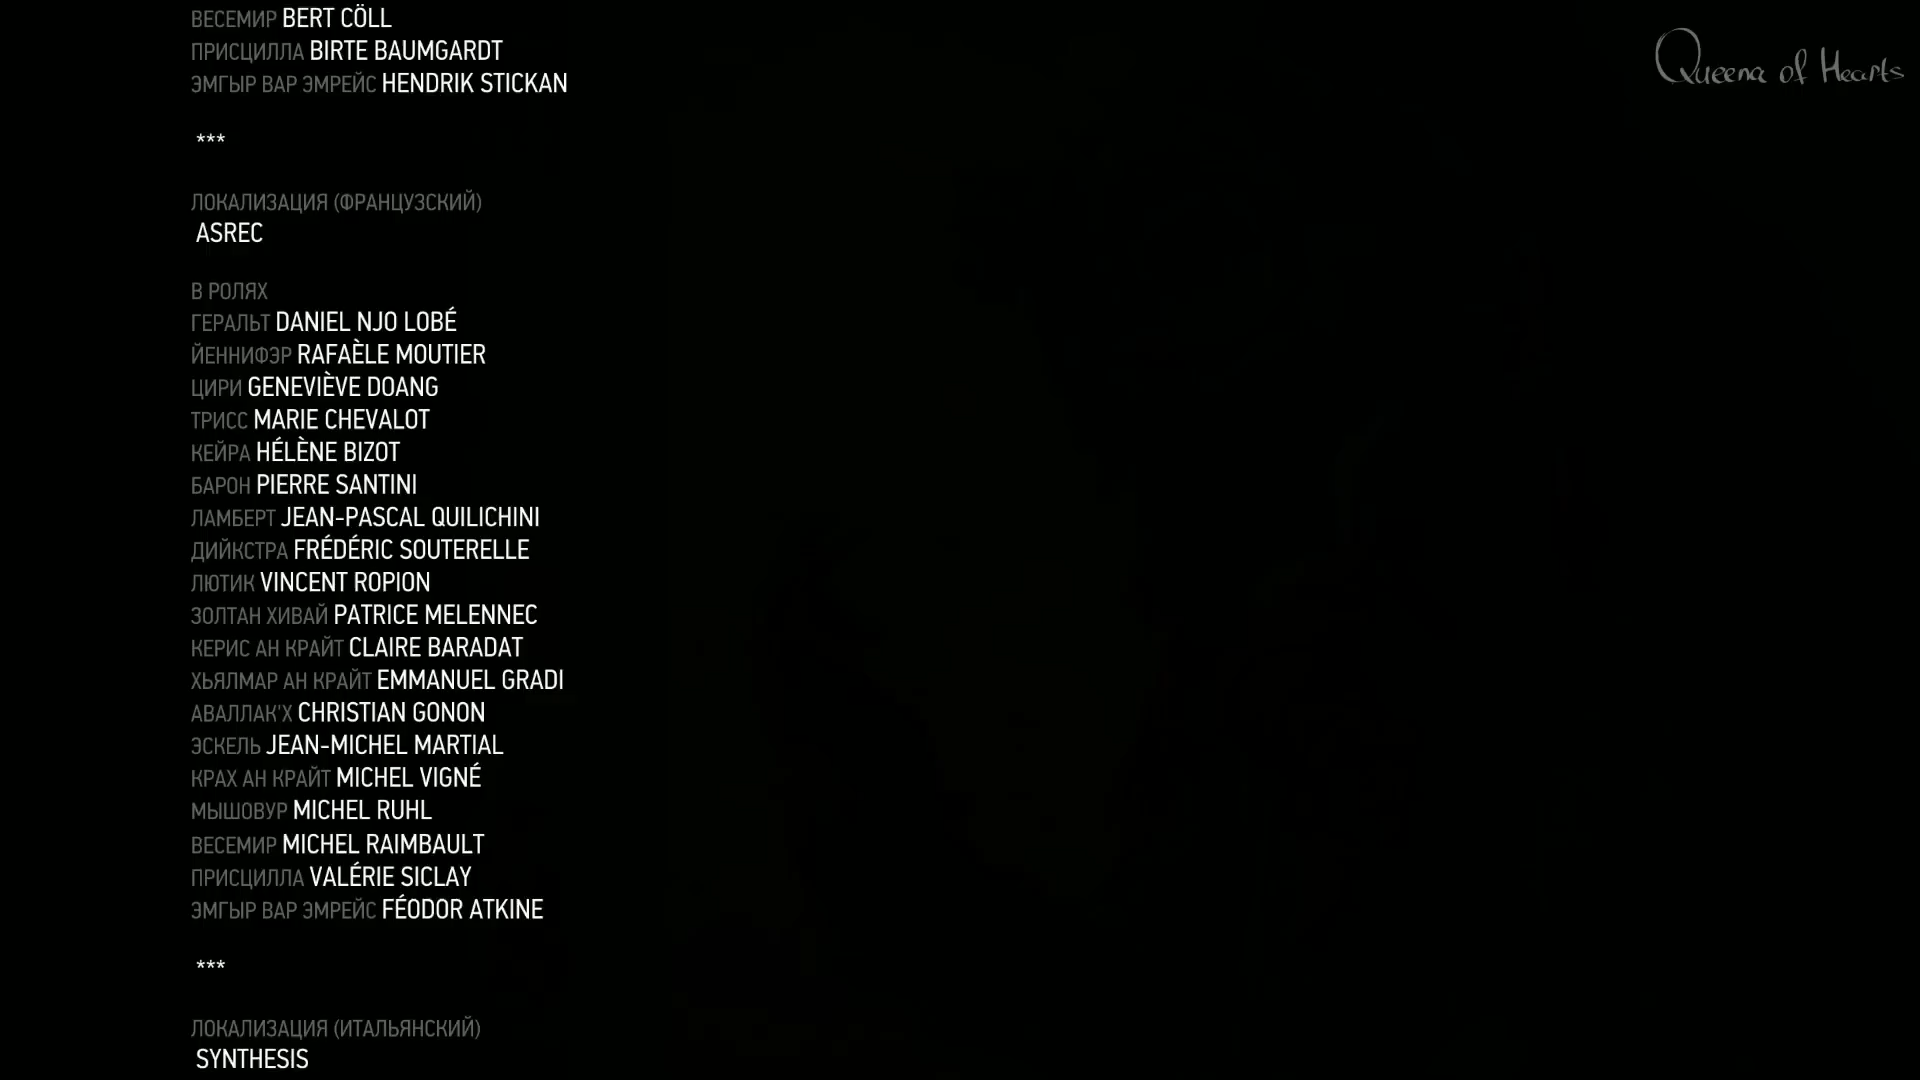 ВЕСЕМИР BERT CÖLL
ПРИСЦИЛЛА BIRTE BAUMGARDT
ЭМГЫР ВАР ЭМРЕЙС HENDRIK STICKAN
***
ЛОКАЛИЗАЦИЯ (ФРАНЦУЗСКИЙ)
ASREC
В РОЛЯХ
ГЕРАЛЬТ DANIEL NJO LOBÉ
ЙЕННИФЭР RAFAÈLE MOUTIER
ЦИРИ GENEVIÈVE DOANG
ТРИСС MARIE CHEVALOT
КЕЙРА HÉLÈNE BIZOT
БАРОН PIERRE SANTINI
ЛАМБЕРТ JEAN-PASCAL QUILICHINI
ДИЙКСТРА FRÉDÉRIC SOUTERELLE
ЛЮТИК VINCENT ROPION
ЗОЛТАН ХИВАЙ PATRICE MELENNEC
КЕРИС АН КРАЙТ CLAIRE BARADAT
ХЬЯЛМАР АН КРАЙТ EMMANUEL GRADI
АВАЛЛАК'Х CHRISTIAN GONON
ЭСКЕЛЬ JEAN-MICHEL MARTIAL
КРАХ АН КРАЙТ MICHEL VIGNÉ
МЫШОВУР MICHEL RUHL
ВЕСЕМИР MICHEL RAIMBAULT
ПРИСЦИЛЛА VALÉRIE SICLAY
ЭМГЫР ВАР ЭМРЕЙС FÉODOR ATKINE
***
ЛОКАЛИЗАЦИЯ (ИТАЛЬЯНСКИЙ)
SYNTHESIS
Queena of Hearts